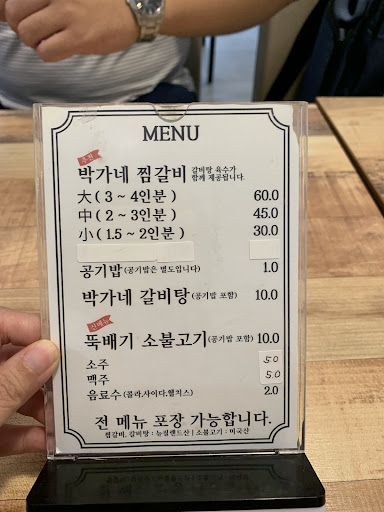 MENU
추천
박가네 찜갈비 갈비탕 육수가 함께 제공됩니다.
大 ( 3 ~ 4인분 ) 60.0
中 ( 2 ~ 3인분 ) 45.0
小 ( 1.5 ~ 2인분 ) 30.0
공기밥 (공기밥은 별도입니다) 1.0
박가네 갈비탕 (공기밥 포함) 10.0
신메뉴
뚝배기 소불고기 (공기밥 포함) 10.0
소주 5.0
맥주 5.0
음료수 (콜라,사이다,웰치스) 2.0
전 메뉴 포장 가능합니다.
찜갈비, 갈비탕 : 뉴질랜드산 | 소불고기 : 미국산